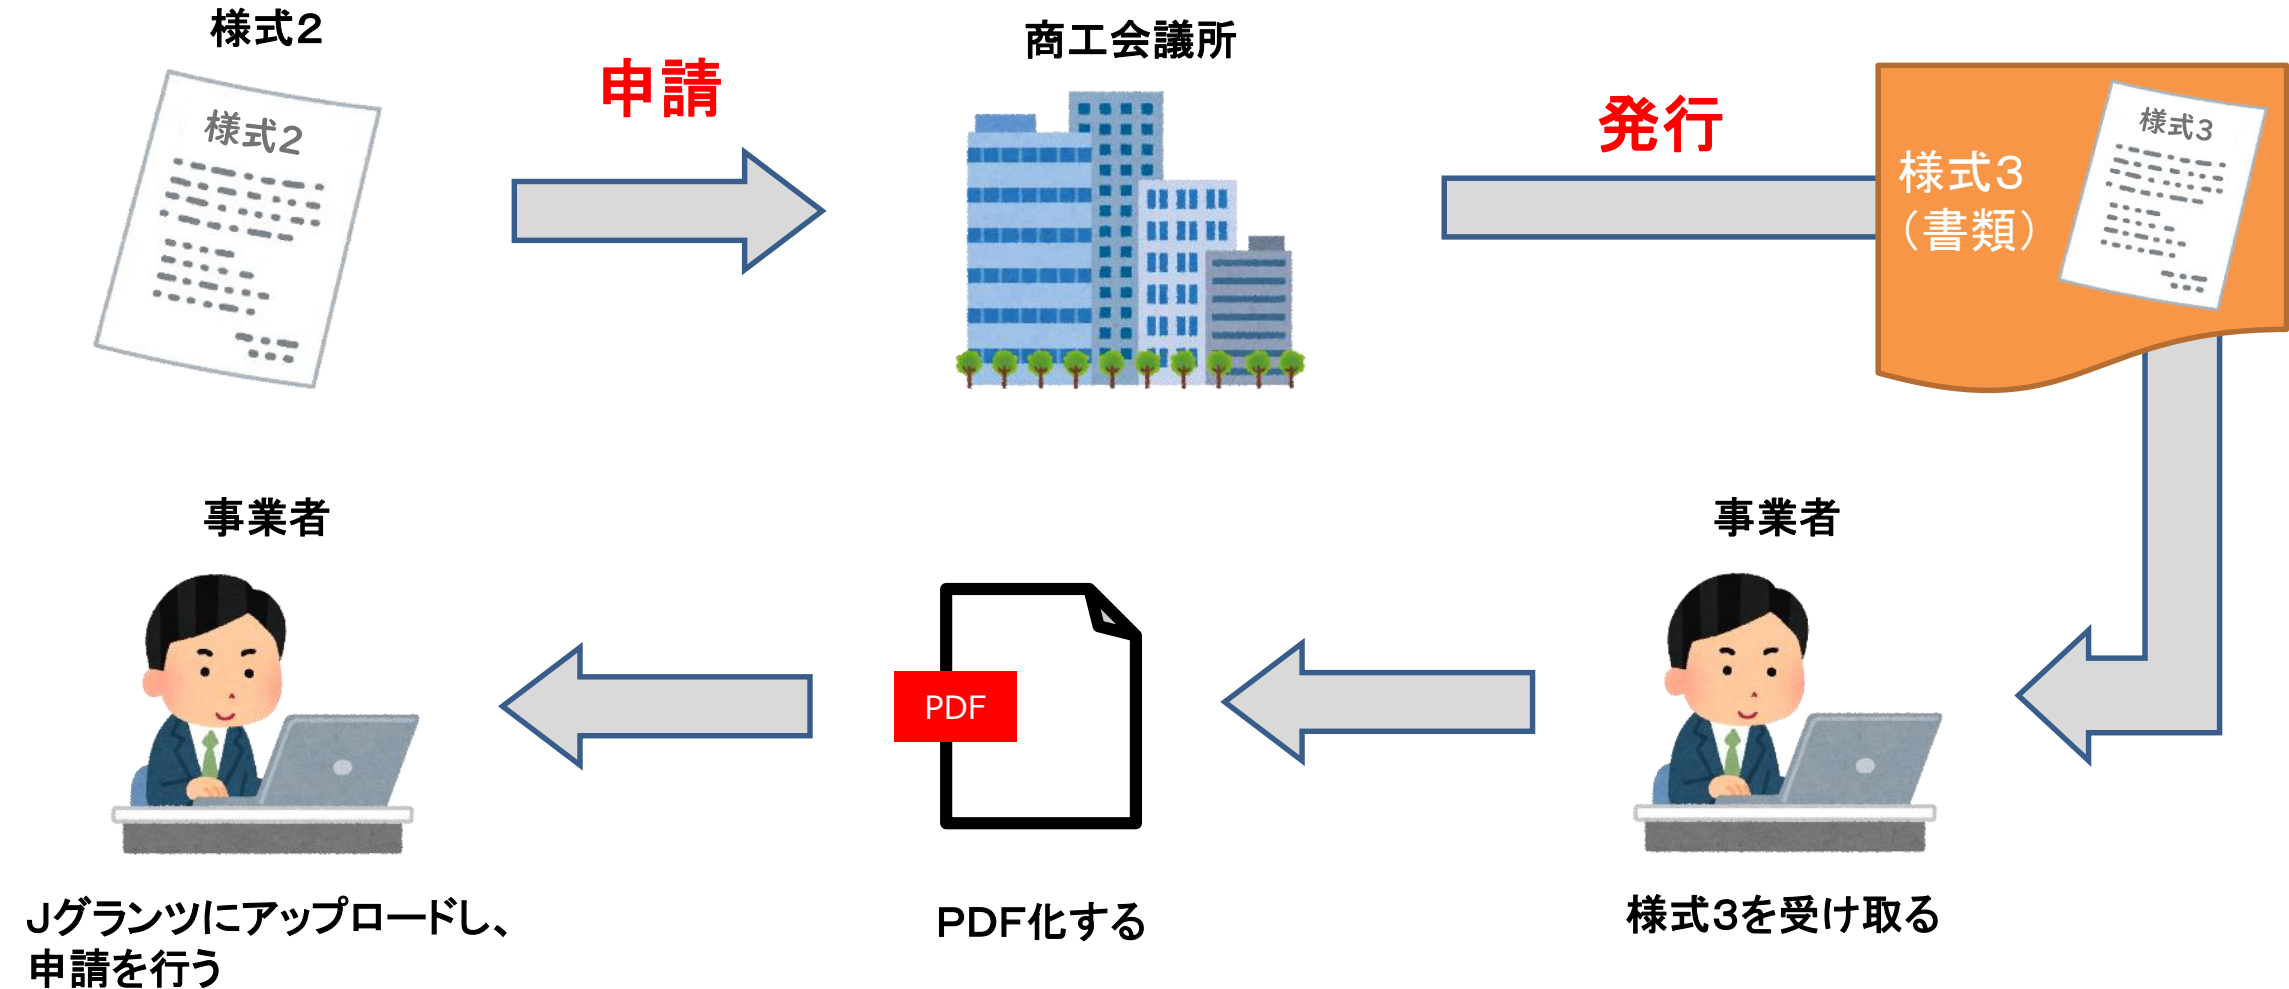 様式２
様式２
申請
商工会議所
発行
様式３
（書類）
様式３
事業者
様式３を受け取る
PDF
ＰＤＦ化する
事業者
Ｊグランツにアップロードし、
申請を行う